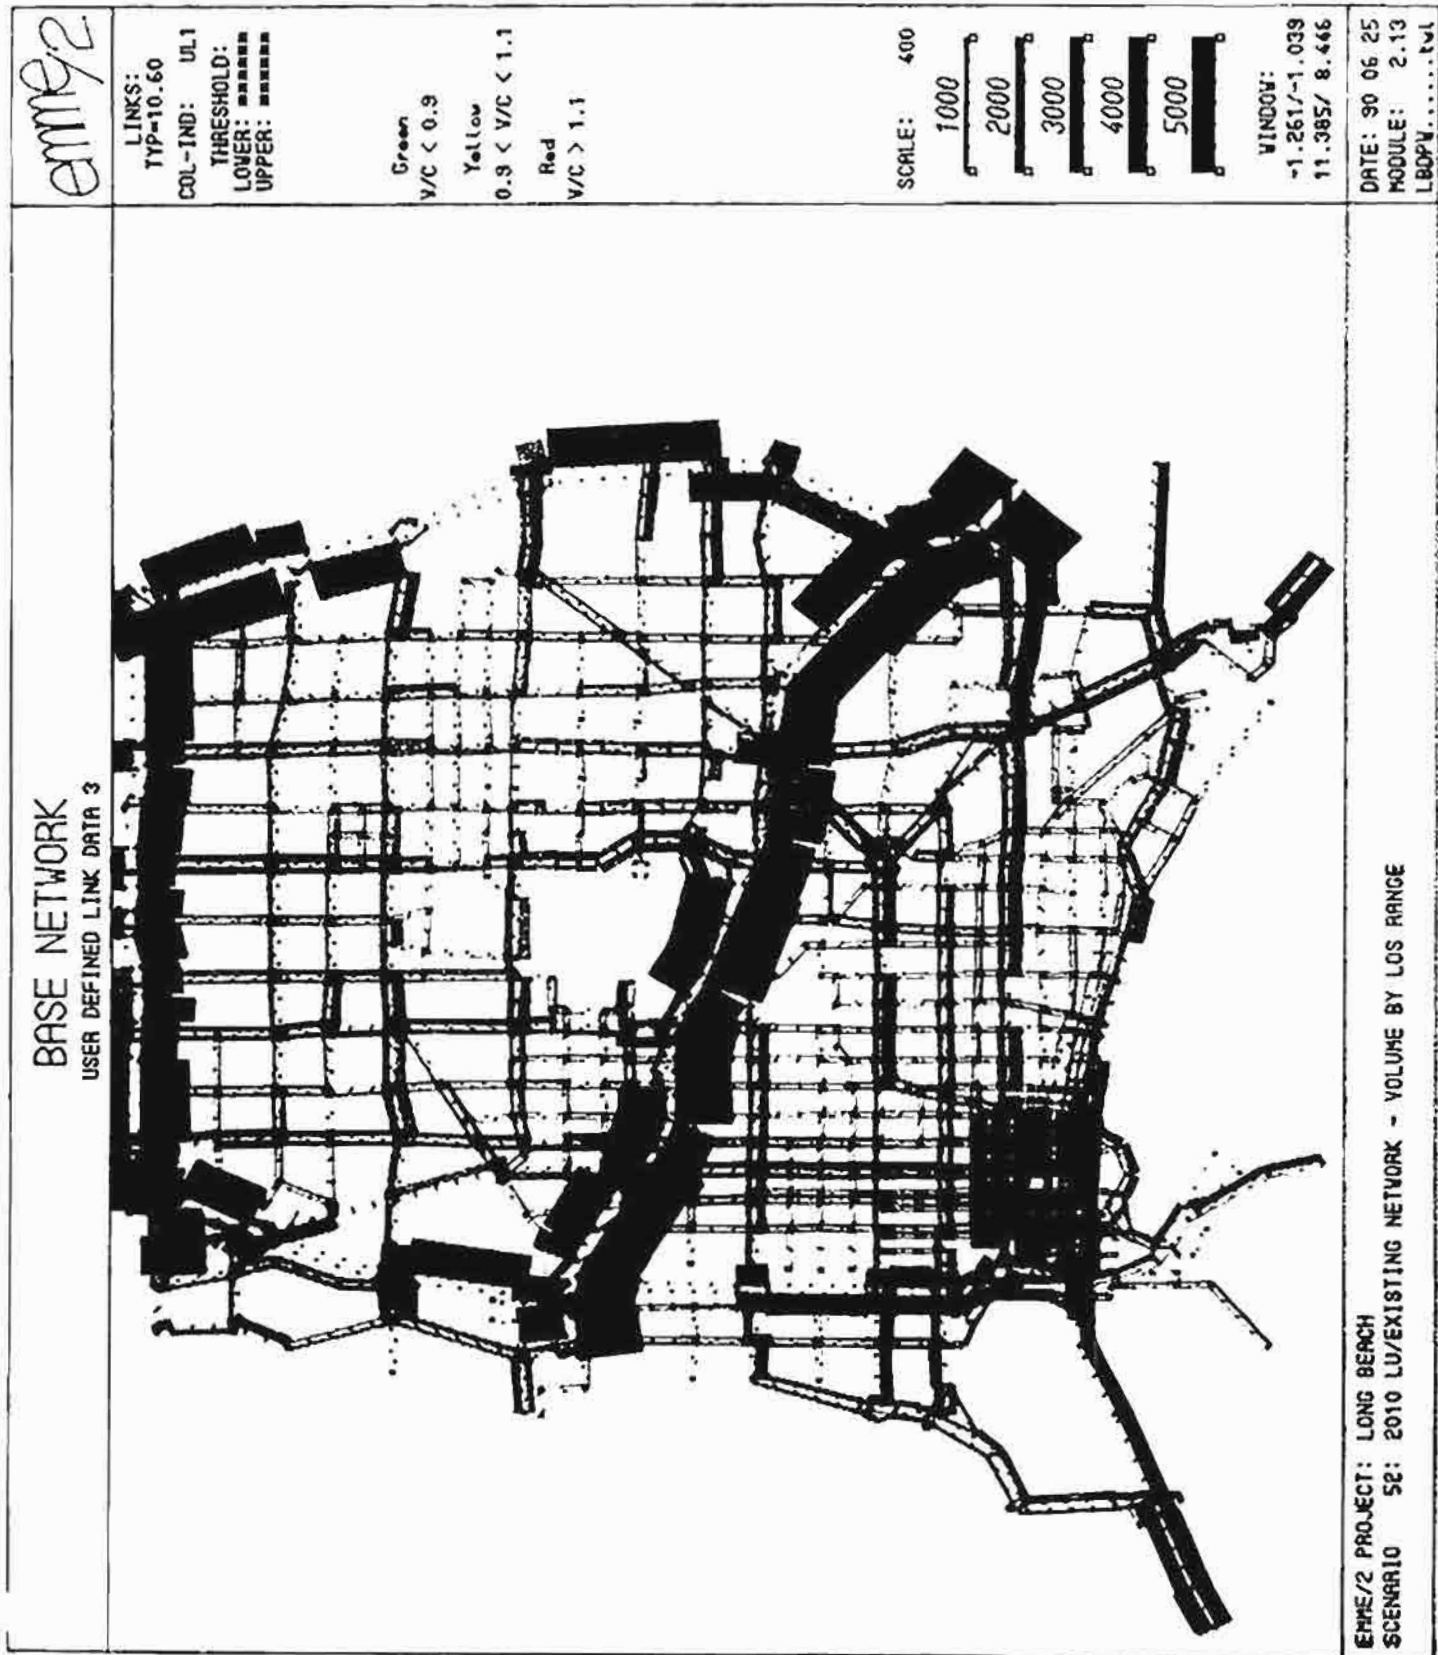 BASE NETWORK
USER DEFINED LINK DATA 3
emme/2
LINKS:
TYP=10.60
COL-IND: UL1
THRESHOLD:
LOWER:
UPPER:
Green
V/C < 0.9
Yellow
0.9 < V/C < 1.1
Red
V/C > 1.1
SCALE: 400
1000
2000
3000
4000
5000
WINDOW:
-1.261/-1.039
11.385/ 8.446
EMME/2 PROJECT: LONG BEACH
SCENARIO 52: 2010 LU/EXISTING NETWORK - VOLUME BY LOS RANGE
DATE: 90 06 25
MODULE: 2.13